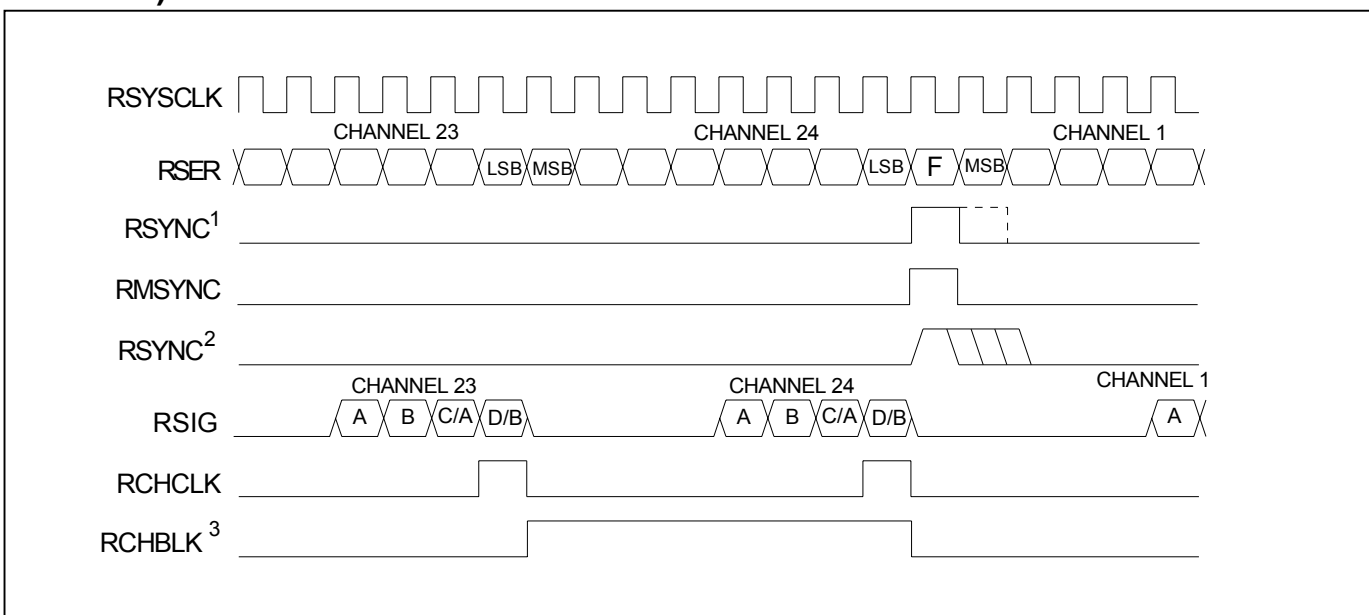 RSYSCLK
CHANNEL 23 CHANNEL 24 CHANNEL 1
RSER LSB MSB LSB F MSB
RSYNC1
RMSYNC
RSYNC2
CHANNEL 23 CHANNEL 24 CHANNEL 1
RSIG A B C/A D/B A B C/A D/B A
RCHCLK
RCHBLK 3